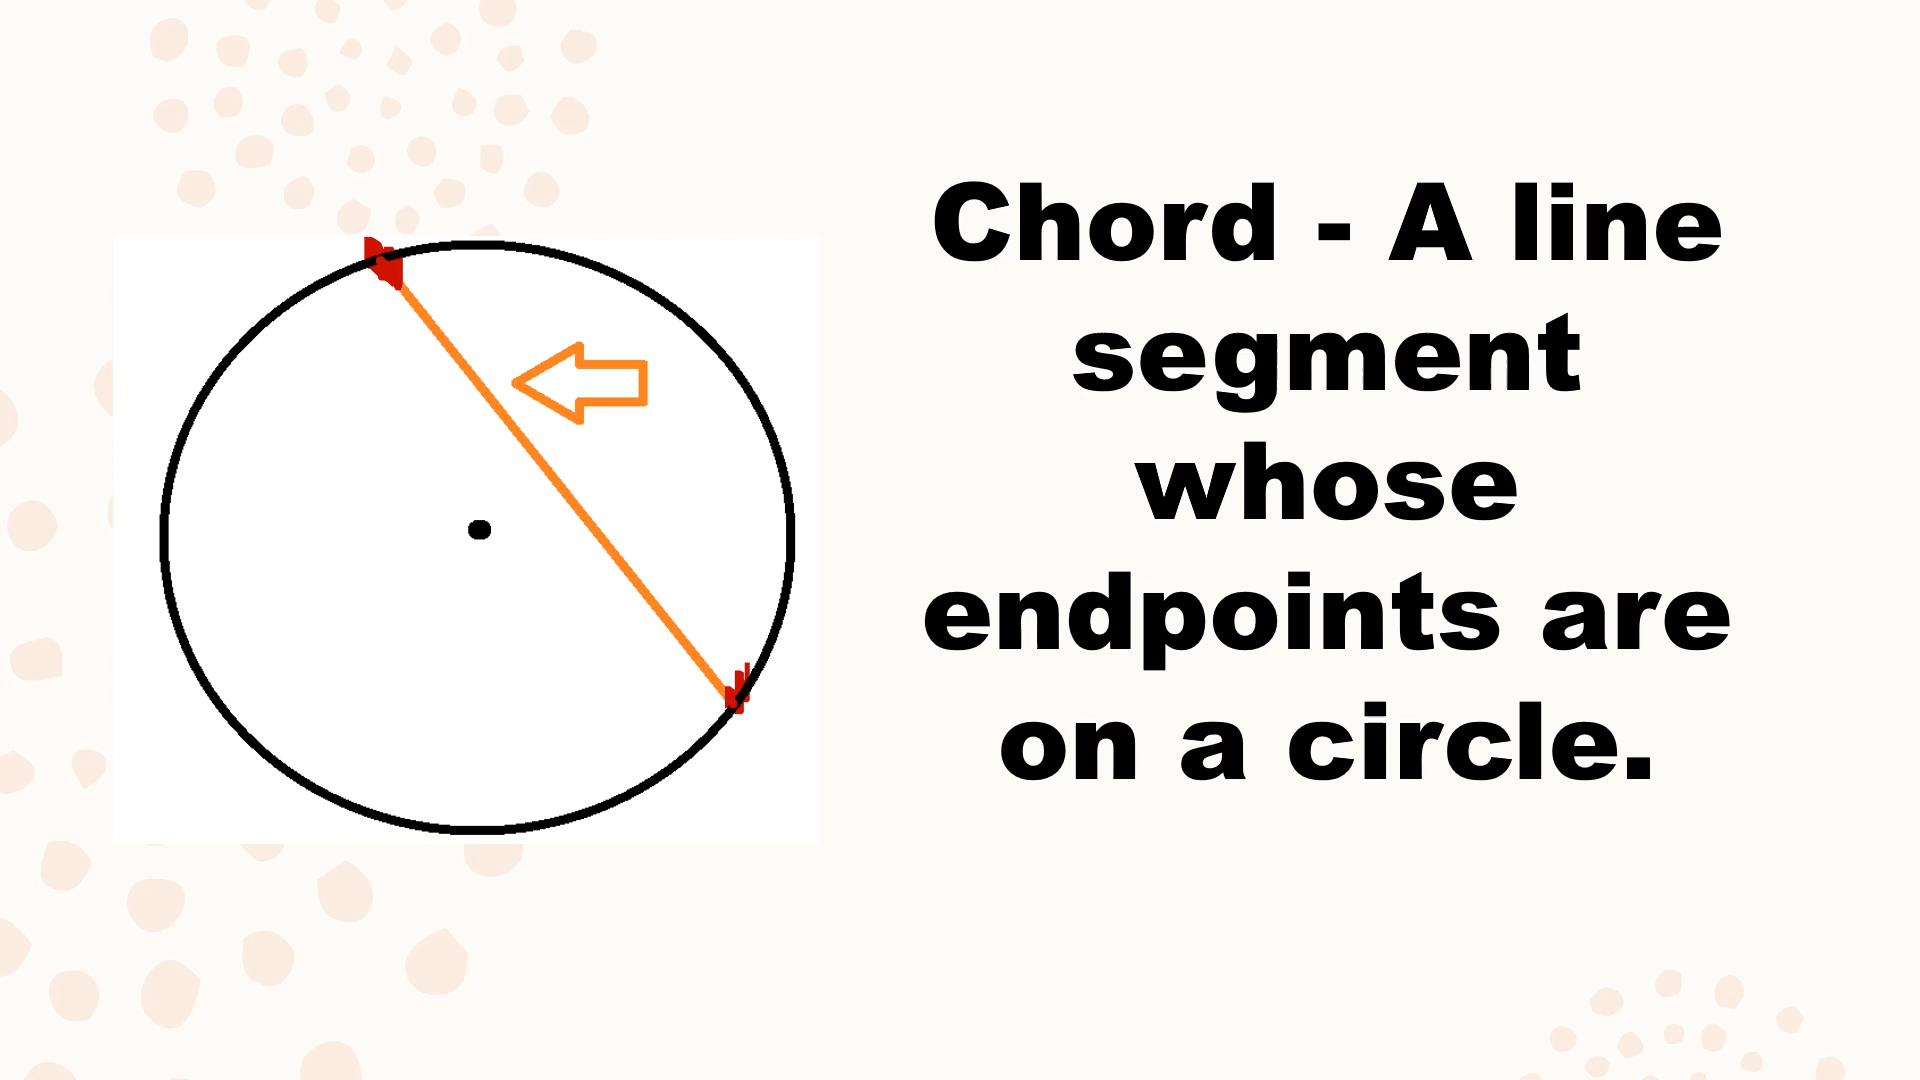 Chord - A line
segment
whose
endpoints are
on a circle.